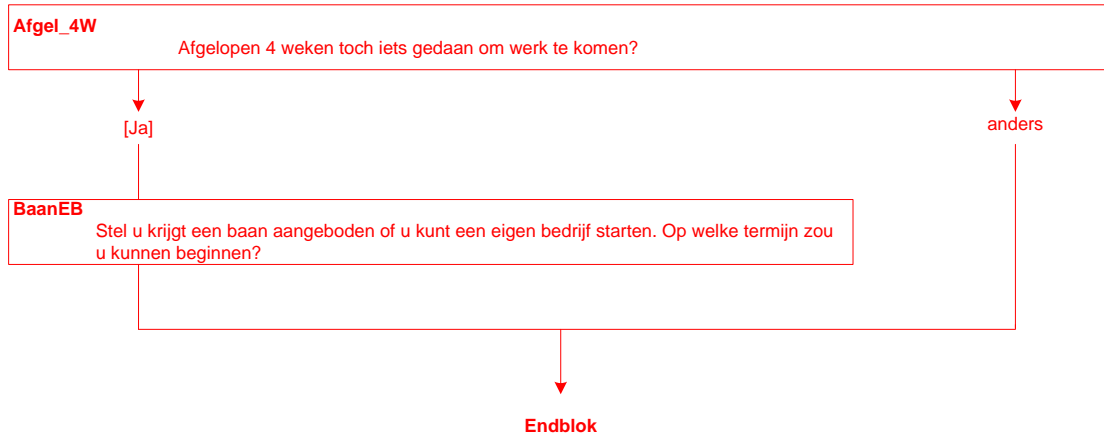 Afgel_4W
Afgelopen 4 weken toch iets gedaan om werk te komen?
[Ja]
anders
BaanEB
Stel u krijgt een baan aangeboden of u kunt een eigen bedrijf starten. Op welke termijn zou
u kunnen beginnen?
Endblok